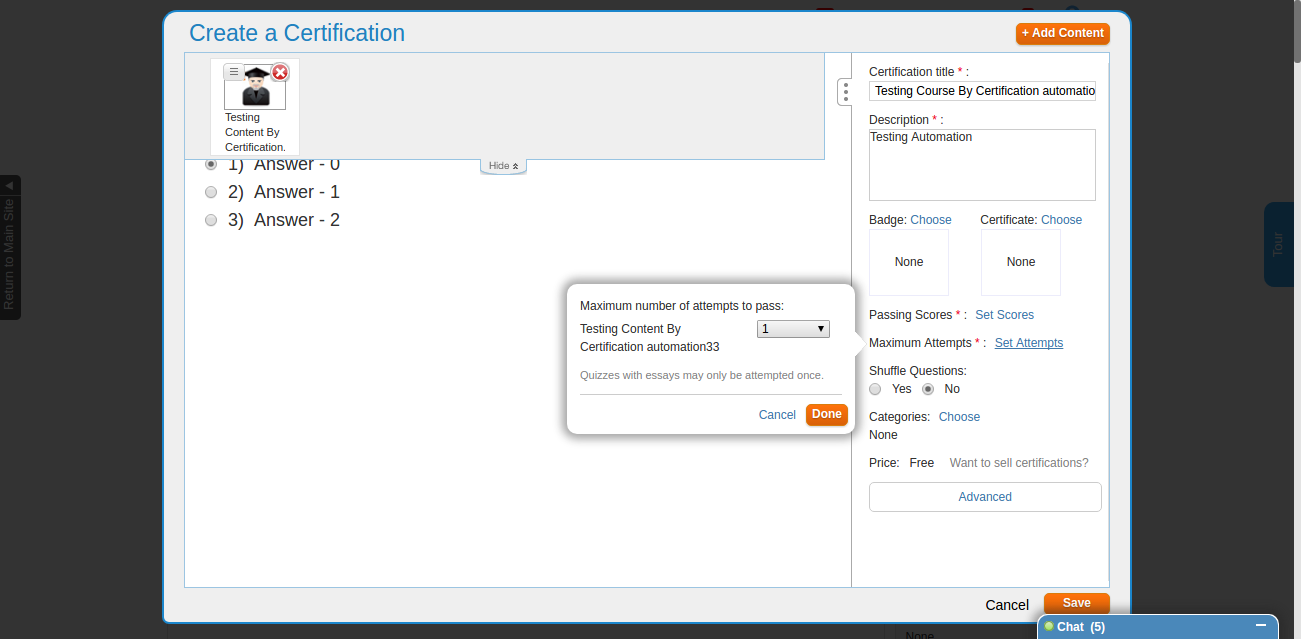 Create a Certification
+ Add Content
Testing
Content By
Certification.
1) Answer - 0
2) Answer - 1
3) Answer - 2
Hide
Certification title * :
Testing Course By Certification automatio
Description * :
Testing Automation
Badge: Choose
Certificate: Choose
None
None
Passing Scores * : Set Scores
Maximum Attempts * : Set Attempts
Shuffle Questions:
Yes No
Categories: Choose
None
Price: Free Want to sell certifications?
Advanced
Maximum number of attempts to pass:
Testing Content By
Certification automation33
1
Quizzes with essays may only be attempted once.
Cancel Done
Cancel Save
Return to Main Site
Tour
None
Chat (5)